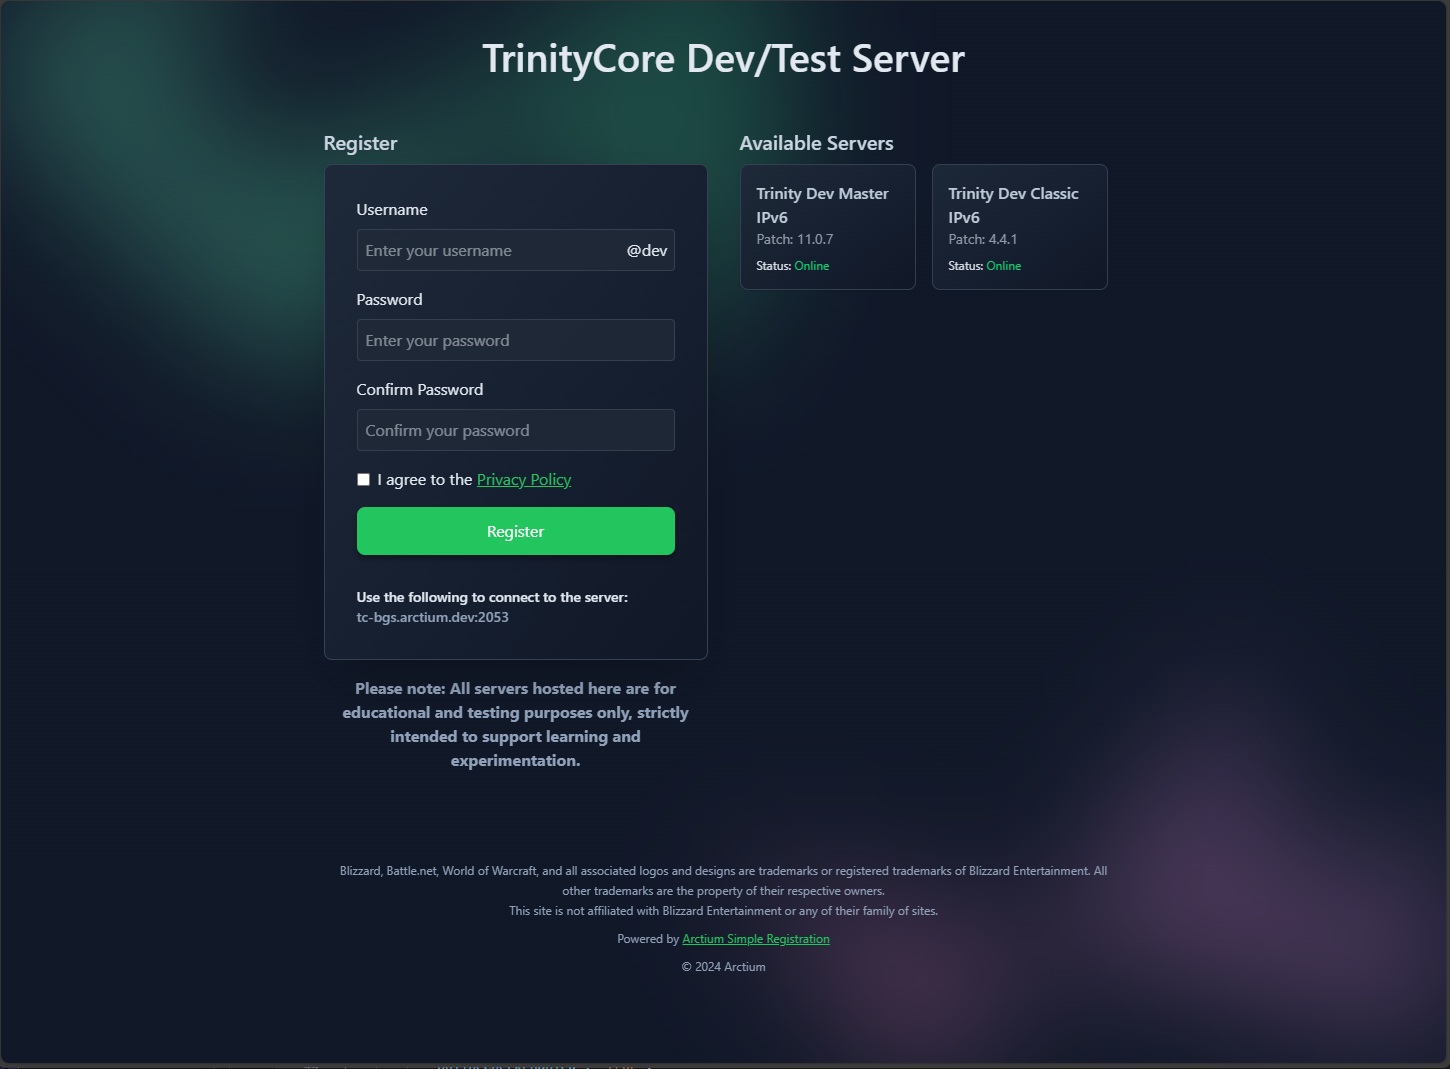 TrinityCore Dev/Test Server
Register
Username
Enter your username @dev
Password
Enter your password
Confirm Password
Confirm your password
I agree to the Privacy Policy
Register
Use the following to connect to the server:
tc-bgs.arctium.dev:2053
Please note: All servers hosted here are for
educational and testing purposes only, strictly
intended to support learning and
experimentation.
Available Servers
Trinity Dev Master
IPv6
Patch: 11.0.7
Status: Online
Trinity Dev Classic
IPv6
Patch: 4.4.1
Status: Online
Blizzard, Battle.net, World of Warcraft, and all associated logos and designs are trademarks or registered trademarks of Blizzard Entertainment. All
other trademarks are the property of their respective owners.
This site is not affiliated with Blizzard Entertainment or any of their family of sites.
Powered by Arctium Simple Registration
© 2024 Arctium